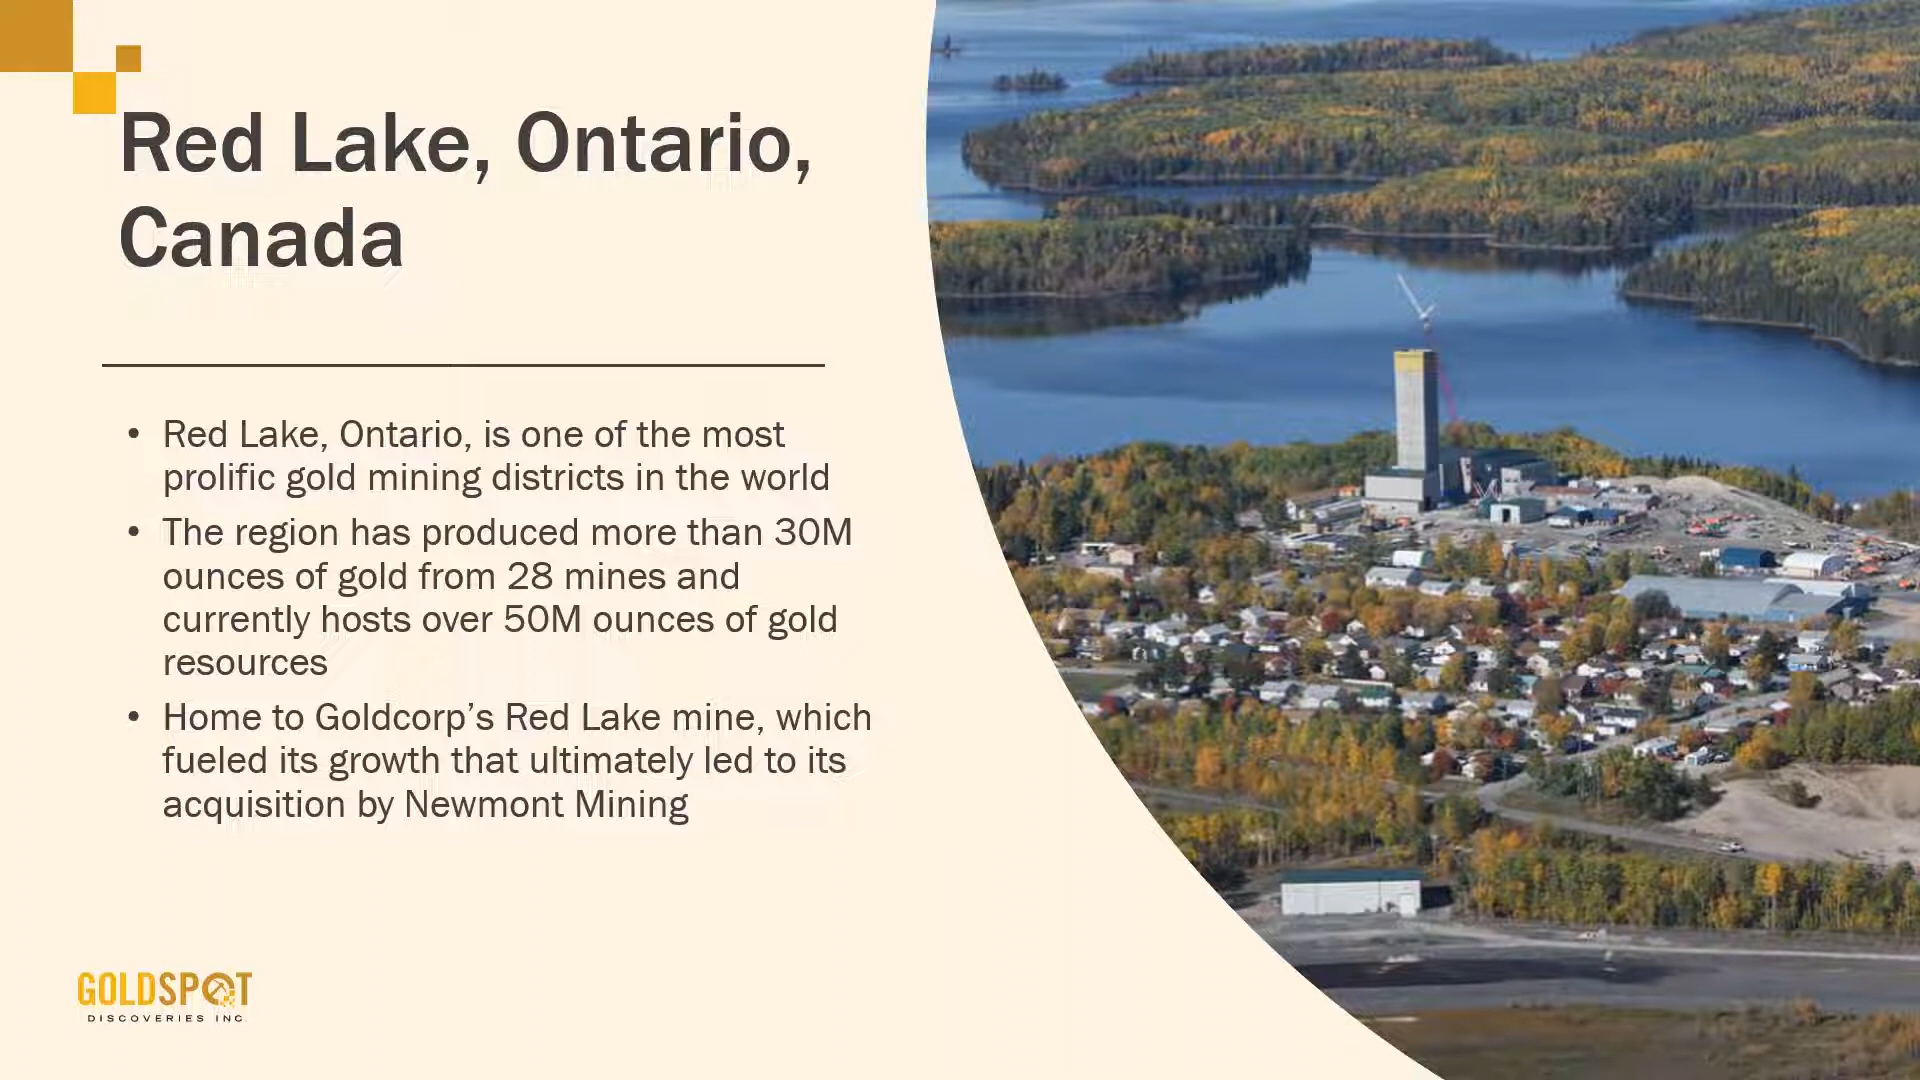 Red Lake, Ontario,
Canada
• Red Lake, Ontario, is one of the most
prolific gold mining districts in the world
• The region has produced more than 30M
ounces of gold from 28 mines and
currently hosts over 50M ounces of gold
resources
• Home to Goldcorp’s Red Lake mine, which
fueled its growth that ultimately led to its
acquisition by Newmont Mining
GOLDSPOT
DISCOVERIES INC.